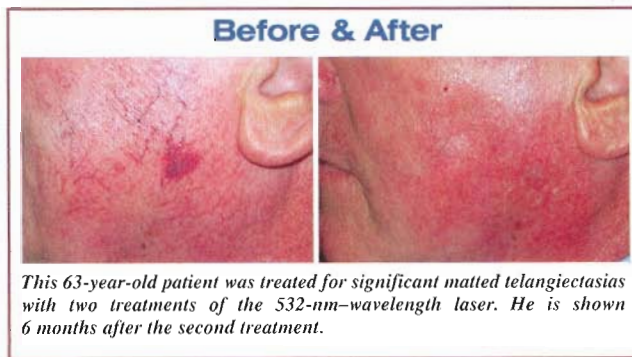 Before & After
This 63-year-old patient was treated for significant matted telangiectasias
with two treatments of the 532-nm–wavelength laser. He is shown
6 months after the second treatment.